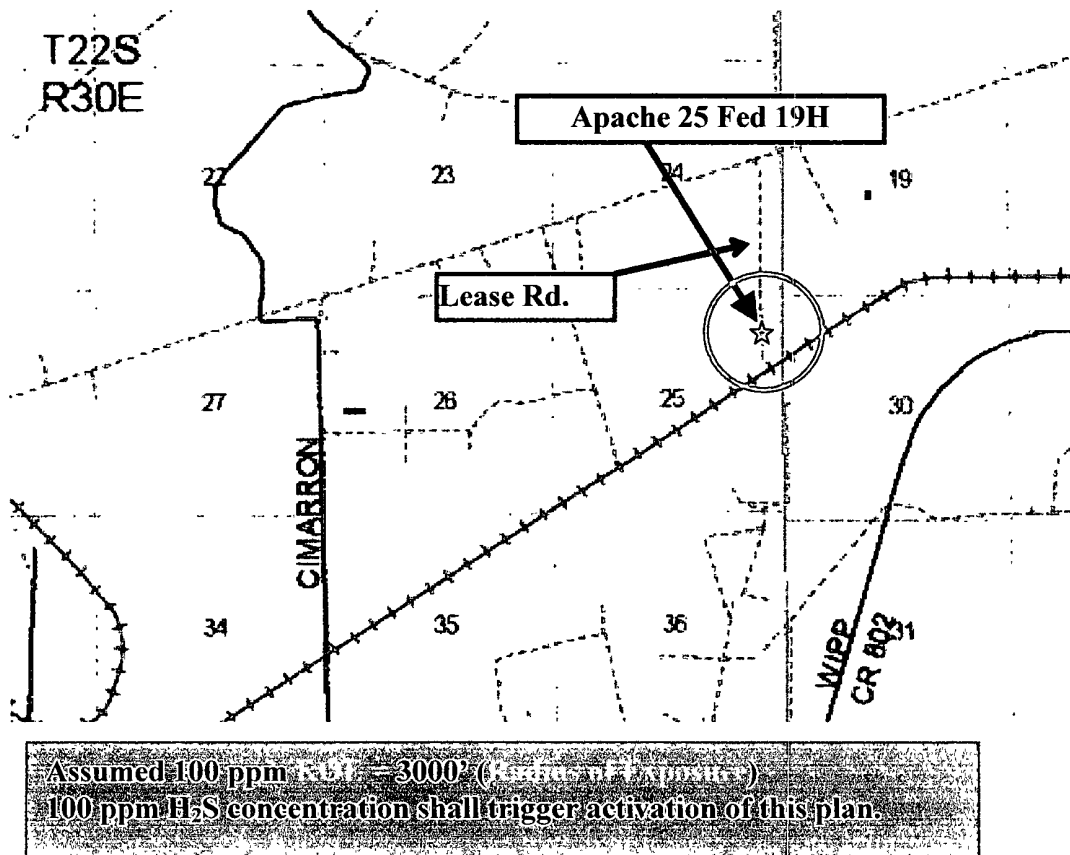 T22S
R30E
Apache 25 Fed 19H
22
23
24
19
Lease Rd.
27
26
25
30
CIMARRON
34
35
36
31
WIPP
CR 802
Assumed 100 ppm ROE = 3000' (Radius of Exposure)
100 ppm H₂S concentration shall trigger activation of this plan.